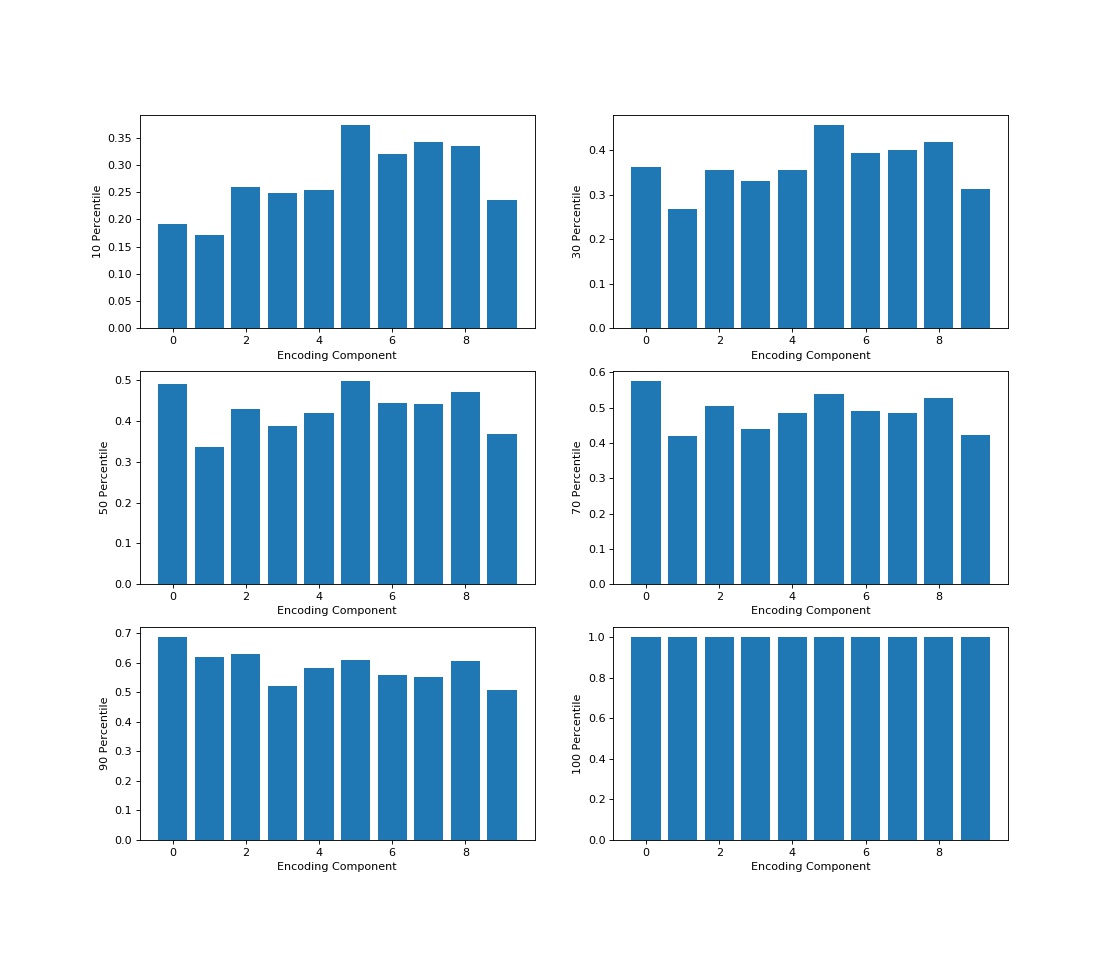 10 Percentile
0.35
0.30
0.25
0.20
0.15
0.10
0.05
0.00
0 2 4 6 8
Encoding Component
30 Percentile
0.4
0.3
0.2
0.1
0.0
0 2 4 6 8
Encoding Component
50 Percentile
0.5
0.4
0.3
0.2
0.1
0.0
0 2 4 6 8
Encoding Component
70 Percentile
0.6
0.5
0.4
0.3
0.2
0.1
0.0
0 2 4 6 8
Encoding Component
90 Percentile
0.7
0.6
0.5
0.4
0.3
0.2
0.1
0.0
0 2 4 6 8
Encoding Component
100 Percentile
1.0
0.8
0.6
0.4
0.2
0.0
0 2 4 6 8
Encoding Component